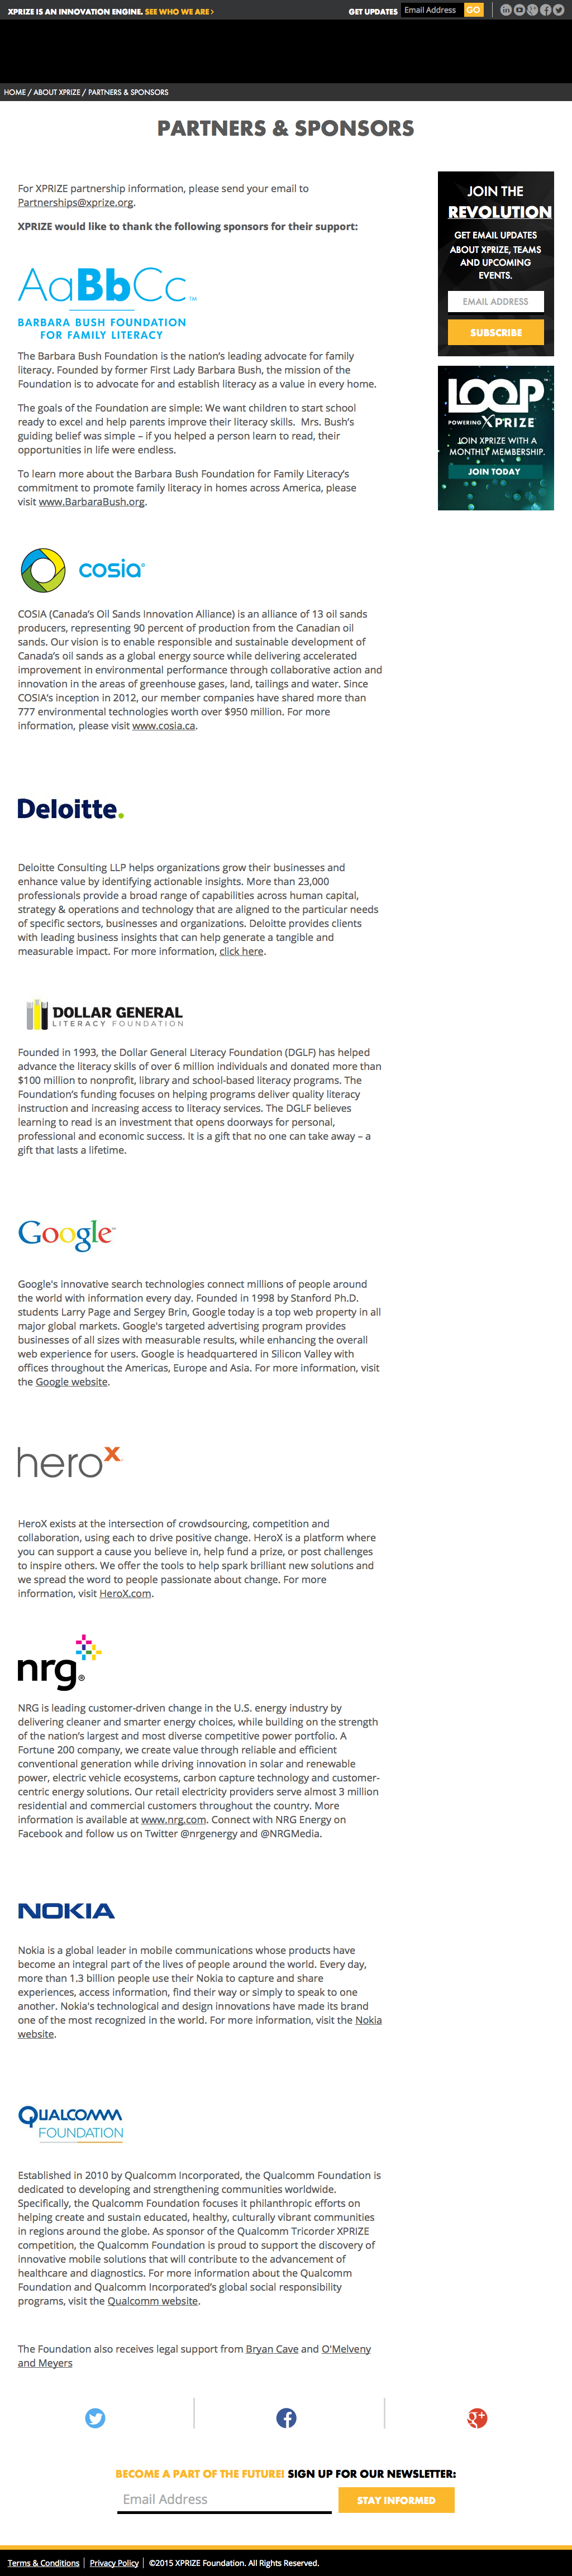 XPRIZE IS AN INNOVATION ENGINE. SEE WHO WE ARE >
GET UPDATES Email Address GO
HOME / ABOUT XPRIZE / PARTNERS & SPONSORS
PARTNERS & SPONSORS
For XPRIZE partnership information, please send your email to
Partnerships@xprize.org.
XPRIZE would like to thank the following sponsors for their support:
AaBbCc™
BARBARA BUSH FOUNDATION
FOR FAMILY LITERACY
The Barbara Bush Foundation is the nation's leading advocate for family
literacy. Founded by former First Lady Barbara Bush, the mission of the
Foundation is to advocate for and establish literacy as a value in every home.
The goals of the Foundation are simple: We want children to start school
ready to excel and help parents improve their literacy skills.  Mrs. Bush's
guiding belief was simple – if you helped a person learn to read, their
opportunities in life were endless.
To learn more about the Barbara Bush Foundation for Family Literacy's
commitment to promote family literacy in homes across America, please
visit www.BarbaraBush.org.
JOIN THE
REVOLUTION
GET EMAIL UPDATES
ABOUT XPRIZE, TEAMS
AND UPCOMING
EVENTS.
EMAIL ADDRESS
SUBSCRIBE
LOOP
POWERING XPRIZE
JOIN XPRIZE WITH A
MONTHLY MEMBERSHIP.
JOIN TODAY
cosia
COSIA (Canada's Oil Sands Innovation Alliance) is an alliance of 13 oil sands
producers, representing 90 percent of production from the Canadian oil
sands. Our vision is to enable responsible and sustainable development of
Canada's oil sands as a global energy source while delivering accelerated
improvement in environmental performance through collaborative action and
innovation in the areas of greenhouse gases, land, tailings and water. Since
COSIA's inception in 2012, our member companies have shared more than
777 environmental technologies worth over $950 million. For more
information, please visit www.cosia.ca.
Deloitte.
Deloitte Consulting LLP helps organizations grow their businesses and
enhance value by identifying actionable insights. More than 23,000
professionals provide a broad range of capabilities across human capital,
strategy & operations and technology that are aligned to the particular needs
of specific sectors, businesses and organizations. Deloitte provides clients
with leading business insights that can help generate a tangible and
measurable impact. For more information, click here.
DOLLAR GENERAL
LITERACY FOUNDATION
Founded in 1993, the Dollar General Literacy Foundation (DGLF) has helped
advance the literacy skills of over 6 million individuals and donated more than
$100 million to nonprofit, library and school-based literacy programs. The
Foundation's funding focuses on helping programs deliver quality literacy
instruction and increasing access to literacy services. The DGLF believes
learning to read is an investment that opens doorways for personal,
professional and economic success. It is a gift that no one can take away – a
gift that lasts a lifetime.
Google™
Google's innovative search technologies connect millions of people around
the world with information every day. Founded in 1998 by Stanford Ph.D.
students Larry Page and Sergey Brin, Google today is a top web property in all
major global markets. Google's targeted advertising program provides
businesses of all sizes with measurable results, while enhancing the overall
web experience for users. Google is headquartered in Silicon Valley with
offices throughout the Americas, Europe and Asia. For more information, visit
the Google website.
herox
HeroX exists at the intersection of crowdsourcing, competition and
collaboration, using each to drive positive change. HeroX is a platform where
you can support a cause you believe in, help fund a prize, or post challenges
to inspire others. We offer the tools to help spark brilliant new solutions and
we spread the word to people passionate about change. For more
information, visit HeroX.com.
nrg®
NRG is leading customer-driven change in the U.S. energy industry by
delivering cleaner and smarter energy choices, while building on the strength
of the nation's largest and most diverse competitive power portfolio. A
Fortune 200 company, we create value through reliable and efficient
conventional generation while driving innovation in solar and renewable
power, electric vehicle ecosystems, carbon capture technology and customer-
centric energy solutions. Our retail electricity providers serve almost 3 million
residential and commercial customers throughout the country. More
information is available at www.nrg.com. Connect with NRG Energy on
Facebook and follow us on Twitter @nrgenergy and @NRGMedia.
NOKIA
Nokia is a global leader in mobile communications whose products have
become an integral part of the lives of people around the world. Every day,
more than 1.3 billion people use their Nokia to capture and share
experiences, access information, find their way or simply to speak to one
another. Nokia's technological and design innovations have made its brand
one of the most recognized in the world. For more information, visit the Nokia
website.
QUALCOMM
FOUNDATION
Established in 2010 by Qualcomm Incorporated, the Qualcomm Foundation is
dedicated to developing and strengthening communities worldwide.
Specifically, the Qualcomm Foundation focuses it philanthropic efforts on
helping create and sustain educated, healthy, culturally vibrant communities
in regions around the globe. As sponsor of the Qualcomm Tricorder XPRIZE
competition, the Qualcomm Foundation is proud to support the discovery of
innovative mobile solutions that will contribute to the advancement of
healthcare and diagnostics. For more information about the Qualcomm
Foundation and Qualcomm Incorporated's global social responsibility
programs, visit the Qualcomm website.
The Foundation also receives legal support from Bryan Cave and O'Melveny
and Meyers
BECOME A PART OF THE FUTURE! SIGN UP FOR OUR NEWSLETTER:
Email Address STAY INFORMED
Terms & Conditions | Privacy Policy | ©2015 XPRIZE Foundation. All Rights Reserved.